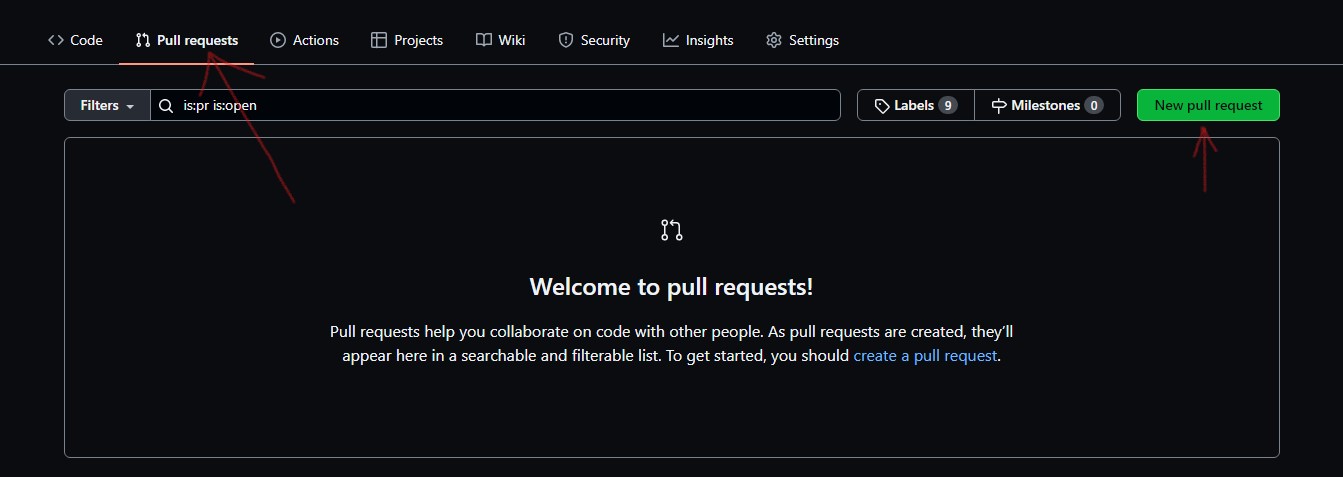 Code Pull requests Actions Projects Wiki Security Insights Settings
Filters is:pr is:open Labels 9 Milestones 0 New pull request
Welcome to pull requests!
Pull requests help you collaborate on code with other people. As pull requests are created, they’ll
appear here in a searchable and filterable list. To get started, you should create a pull request.